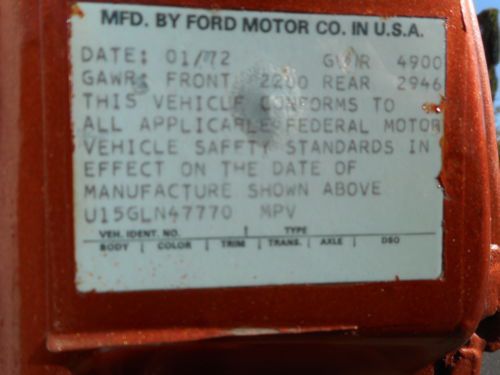 MFD. BY FORD MOTOR CO. IN U.S.A.
DATE: 01/72 GVWR 4900
GAWR: FRONT 2200 REAR 2946
THIS VEHICLE CONFORMS TO
ALL APPLICABLE FEDERAL MOTOR
VEHICLE SAFETY STANDARDS IN
EFFECT ON THE DATE OF
MANUFACTURE SHOWN ABOVE
U15GLN47770 MPV
VEH. IDENT. NO. TYPE
BODY COLOR TRIM TRANS. AXLE DSO